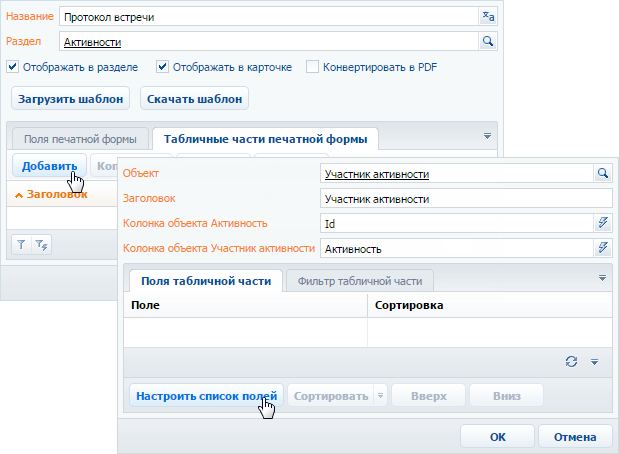 Название Протокол встречи
Раздел Активности
Отображать в разделе Отображать в карточке Конвертировать в PDF
Загрузить шаблон Скачать шаблон
Поля печатной формы Табличные части печатной формы
Добавить
Заголовок
Объект Участник активности
Заголовок Участник активности
Колонка объекта Активность Id
Колонка объекта Участник активности Активность
Поля табличной части Фильтр табличной части
Поле Сортировка
Настроить список полей Сортировать Вверх Вниз
ОК Отмена